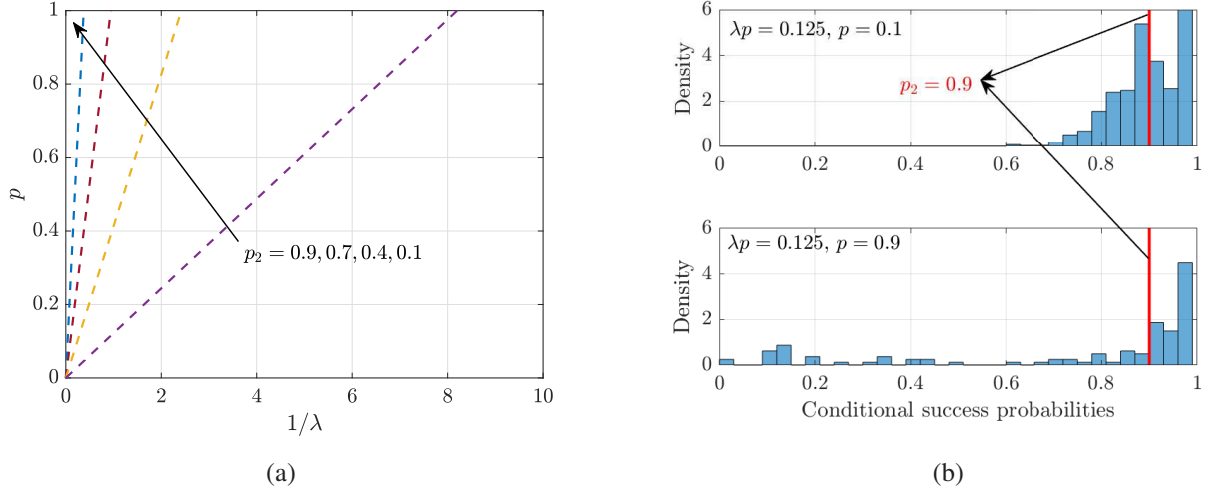 1
0.8
0.6
0.4
0.2
0
p
p₂ = 0.9, 0.7, 0.4, 0.1
0 2 4 6 8 10
1/λ
(a)
λp = 0.125, p = 0.1
6
4
2
0
Density
p₂ = 0.9
0 0.2 0.4 0.6 0.8 1
λp = 0.125, p = 0.9
6
4
2
0
Density
0 0.2 0.4 0.6 0.8 1
Conditional success probabilities
(b)